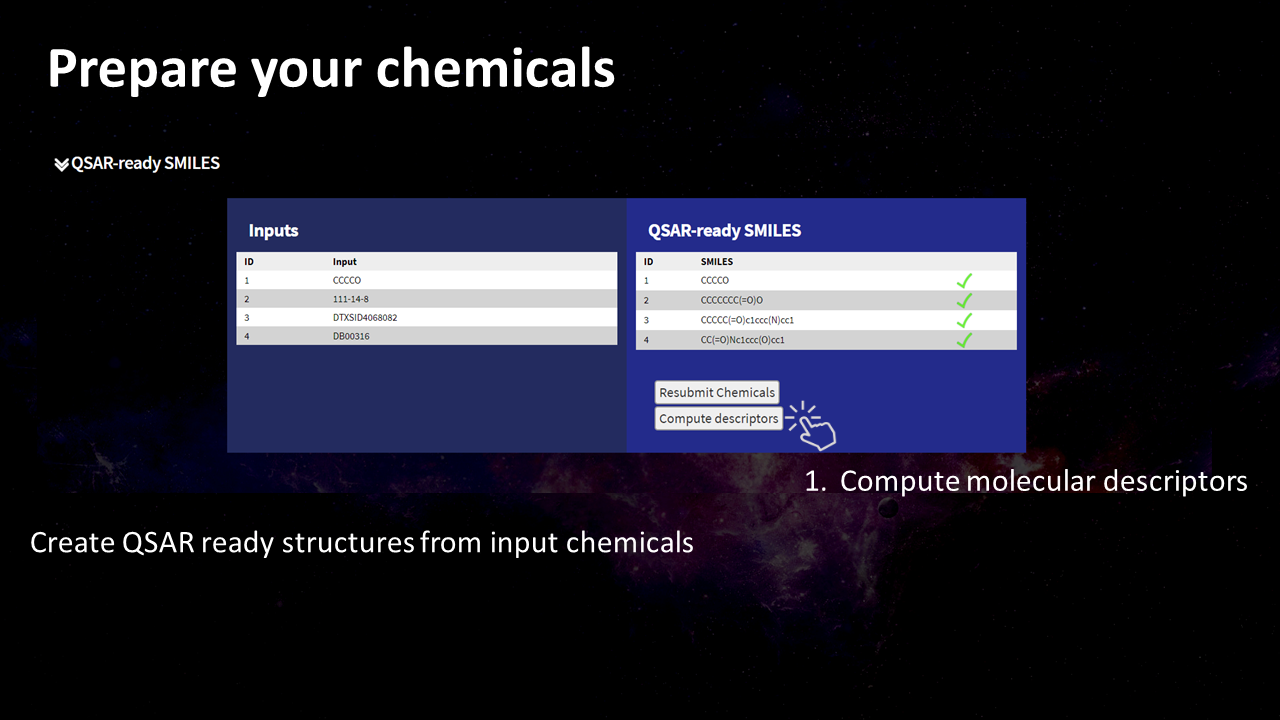 Prepare your chemicals
QSAR-ready SMILES
Inputs
ID Input
1 CCCCO
2 111-14-8
3 DTXSID4068082
4 DB00316
QSAR-ready SMILES
ID SMILES
1 CCCCO
2 CCCCCCC(=O)O
3 CCCCC(=O)c1ccc(N)cc1
4 CC(=O)Nc1ccc(O)cc1
Resubmit Chemicals
Compute descriptors
1. Compute molecular descriptors
Create QSAR ready structures from input chemicals